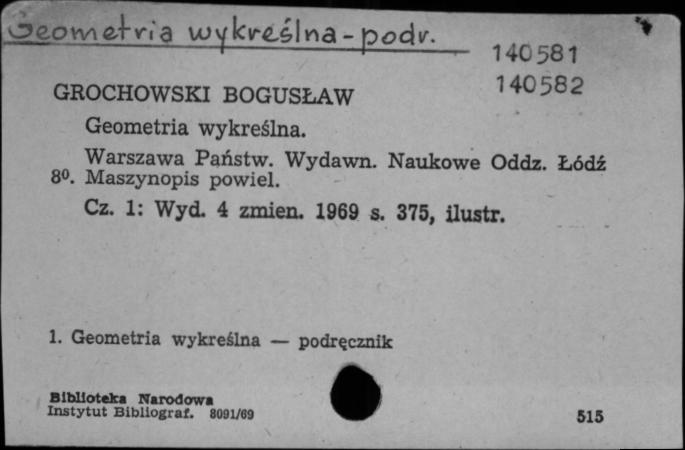 Geometria wykreślna - podr.
140581
140582
GROCHOWSKI BOGUSŁAW
Geometria wykreślna.
Warszawa Państw. Wydawn. Naukowe Oddz. Łódź
8º. Maszynopis powiel.
Cz. 1: Wyd. 4 zmien. 1969 s. 375, ilustr.
1. Geometria wykreślna — podręcznik
Biblioteka Narodowa
Instytut Bibliograf. 8091/69
515